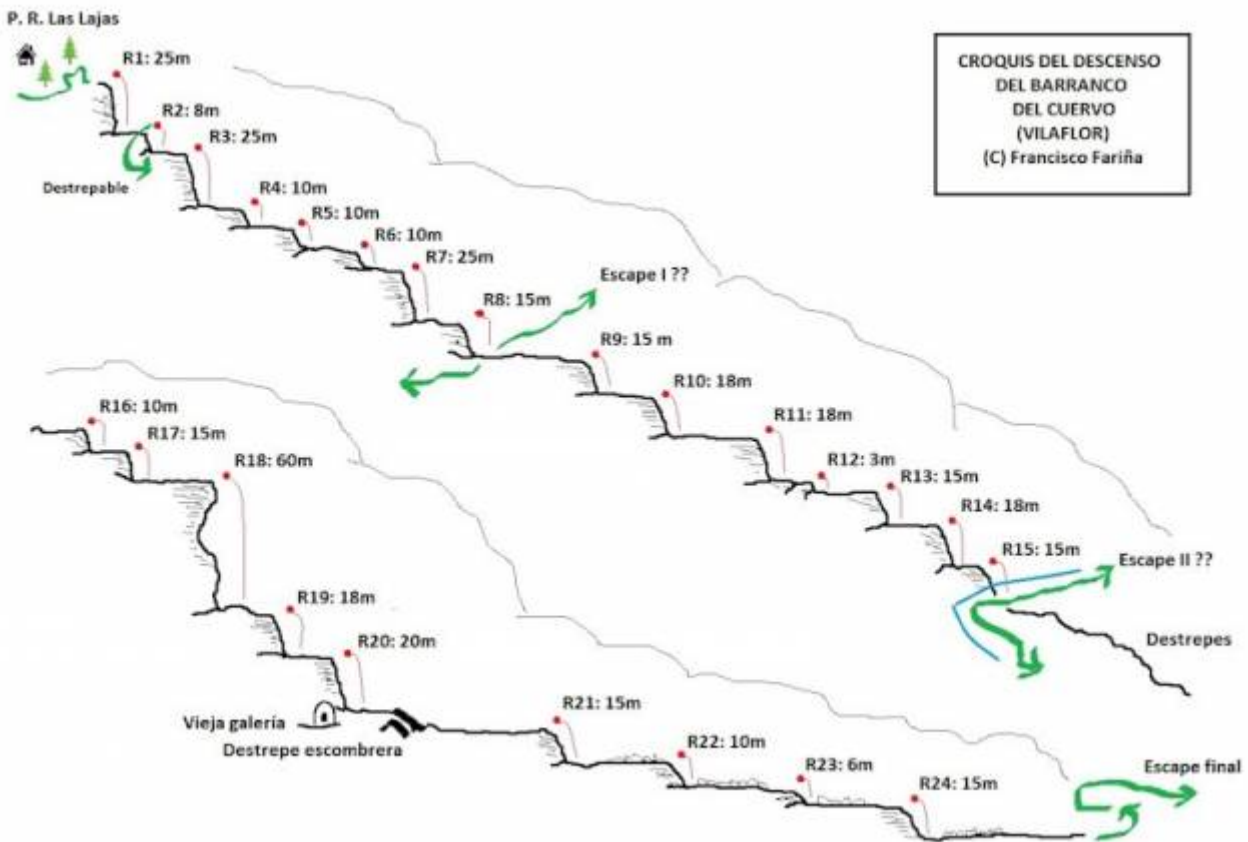 P. R. Las Lajas
CROQUIS DEL DESCENSO
DEL BARRANCO
DEL CUERVO
(VILAFLOR)
(C) Francisco Fariña
R1: 25m
R2: 8m
R3: 25m
Destrepable
R4: 10m
R5: 10m
R6: 10m
R7: 25m
Escape I ??
R8: 15m
R9: 15 m
R10: 18m
R11: 18m
R12: 3m
R13: 15m
R14: 18m
R15: 15m
Escape II ??
Destrepes
R16: 10m
R17: 15m
R18: 60m
R19: 18m
R20: 20m
Vieja galería
Destrepe escombrera
R21: 15m
R22: 10m
R23: 6m
R24: 15m
Escape final